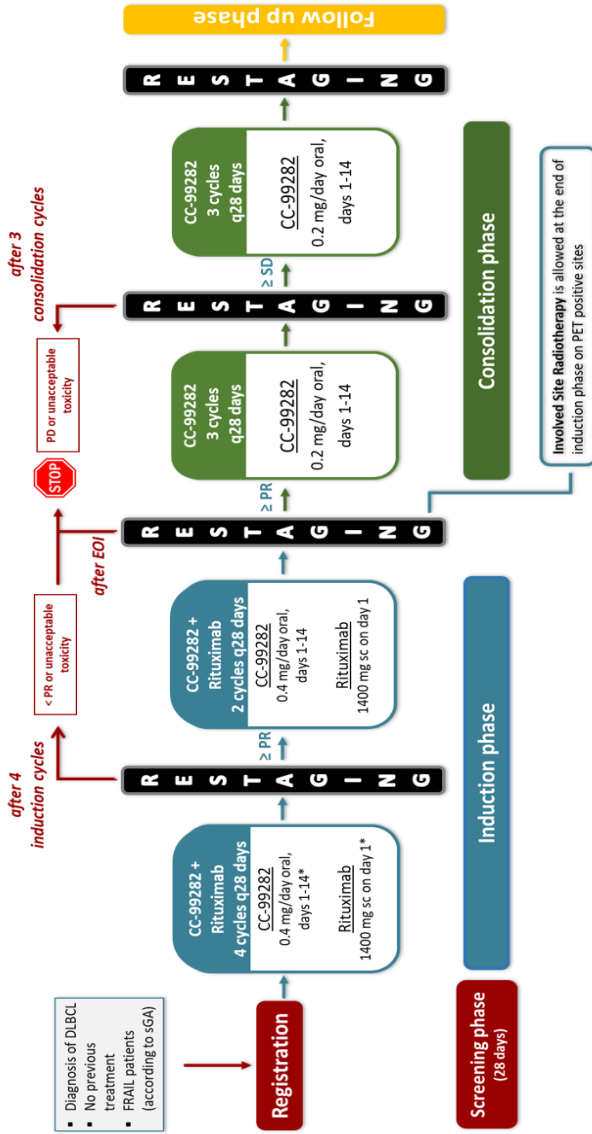 ▪ Diagnosis of DLBCL
▪ No previous
treatment
▪ FRAIL patients
(according to sGA)
Registration
Screening phase
(28 days)
after 4
induction cycles
< PR or unacceptable
toxicity
CC-99282 +
Rituximab
4 cycles q28 days
CC-99282
0.4 mg/day oral,
days 1-14*
Rituximab
1400 mg sc on day 1*
RESTAGING
≥ PR
CC-99282 +
Rituximab
2 cycles q28 days
CC-99282
0.4 mg/day oral,
days 1-14
Rituximab
1400 mg sc on day 1
Induction phase
after EOI
STOP
RESTAGING
≥ PR
PD or unacceptable
toxicity
after 3
consolidation cycles
CC-99282
3 cycles
q28 days
CC-99282
0.2 mg/day oral,
days 1-14
RESTAGING
≥ SD
CC-99282
3 cycles
q28 days
CC-99282
0.2 mg/day oral,
days 1-14
RESTAGING
Consolidation phase
Involved Site Radiotherapy is allowed at the end of
induction phase on PET positive sites
Follow up phase